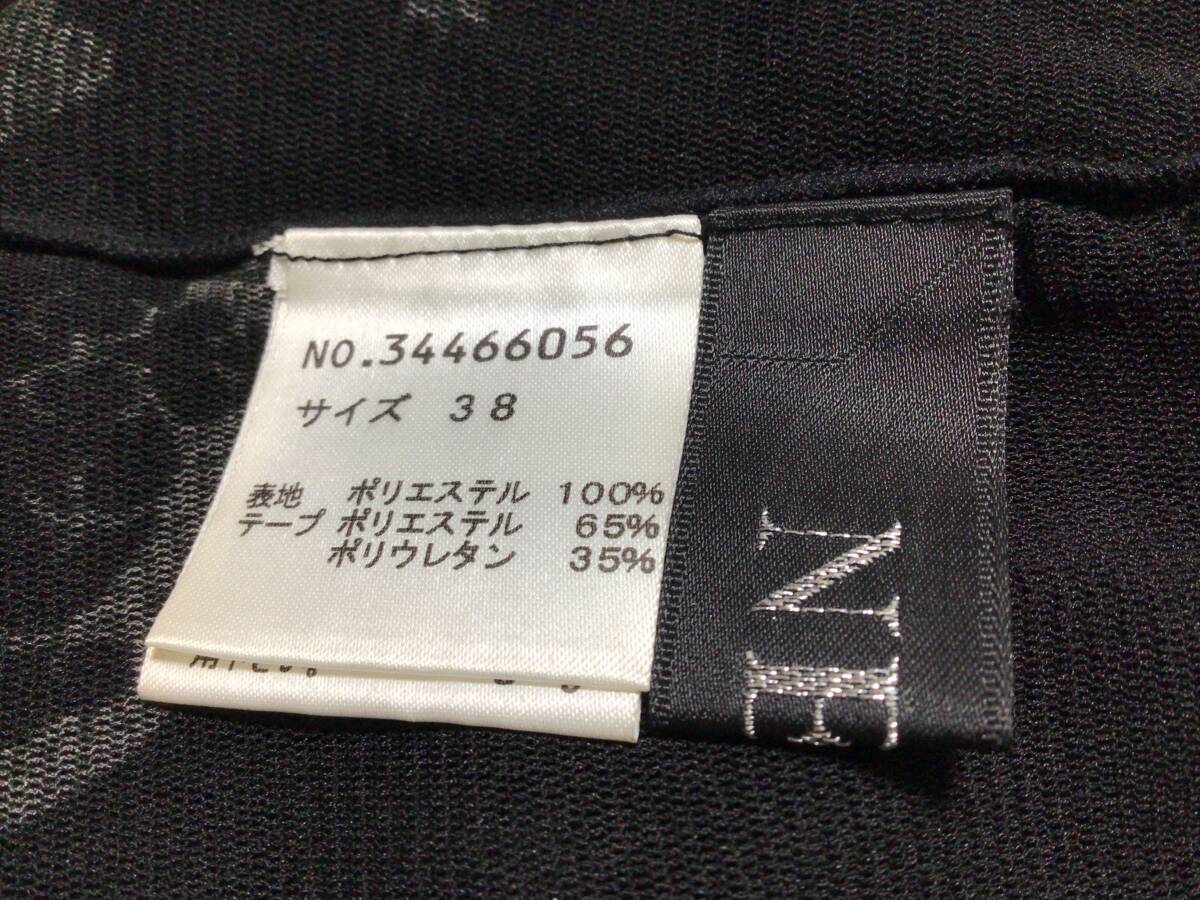 NO.34466056
サイズ 38
表地 ポリエステル 100%
テープ ポリエステル 65%
ポリウレタン 35%